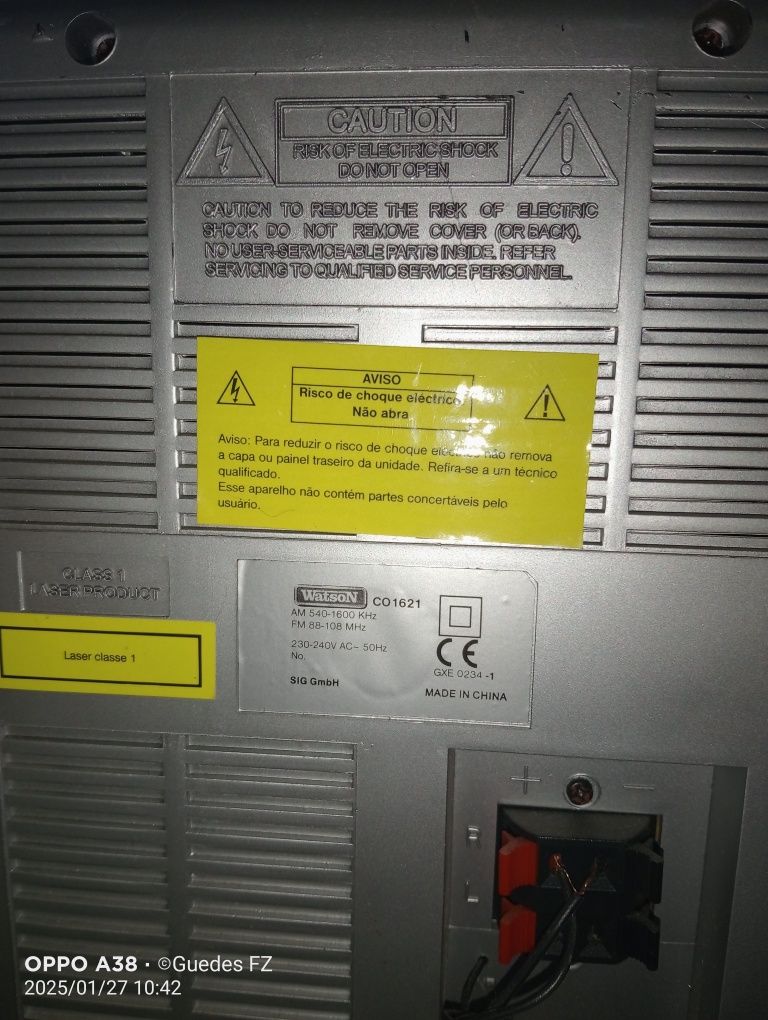 CAUTION
RISK OF ELECTRIC SHOCK
DO NOT OPEN
CAUTION TO REDUCE THE RISK OF ELECTRIC
SHOCK DO NOT REMOVE COVER (OR BACK).
NO USER-SERVICEABLE PARTS INSIDE. REFER
SERVICING TO QUALIFIED SERVICE PERSONNEL.
AVISO
Risco de choque eléctrico
Não abra
Aviso: Para reduzir o risco de choque eléctrico não remova
a capa ou painel traseiro da unidade. Refira-se a um técnico
qualificado.
Esse aparelho não contém partes concertáveis pelo
usuário.
CLASS 1
LASER PRODUCT
Laser classe 1
WatsoN CO1621
AM 540-1600 KHz
FM 88-108 MHz
230-240V AC~ 50Hz
No.
SIG GmbH
CE
GXE 0234 -1
MADE IN CHINA
+ −
R
L
OPPO A38 · ©Guedes FZ
2025/01/27 10:42